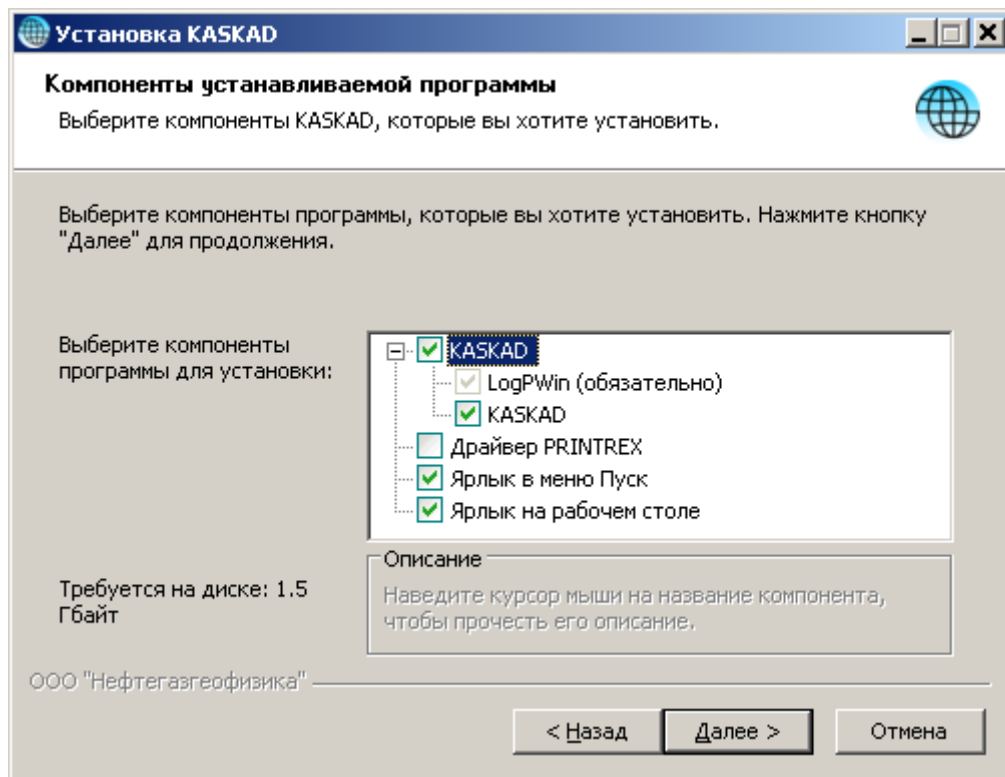 Установка KASKAD
Компоненты устанавливаемой программы
Выберите компоненты KASKAD, которые вы хотите установить.
Выберите компоненты программы, которые вы хотите установить. Нажмите кнопку
"Далее" для продолжения.
Выберите компоненты
программы для установки:
KASKAD
LogPWin (обязательно)
KASKAD
Драйвер PRINTREX
Ярлык в меню Пуск
Ярлык на рабочем столе
Требуется на диске: 1.5
Гбайт
Описание
Наведите курсор мыши на название компонента,
чтобы прочесть его описание.
ООО "Нефтегазгеофизика"
< Назад
Далее >
Отмена